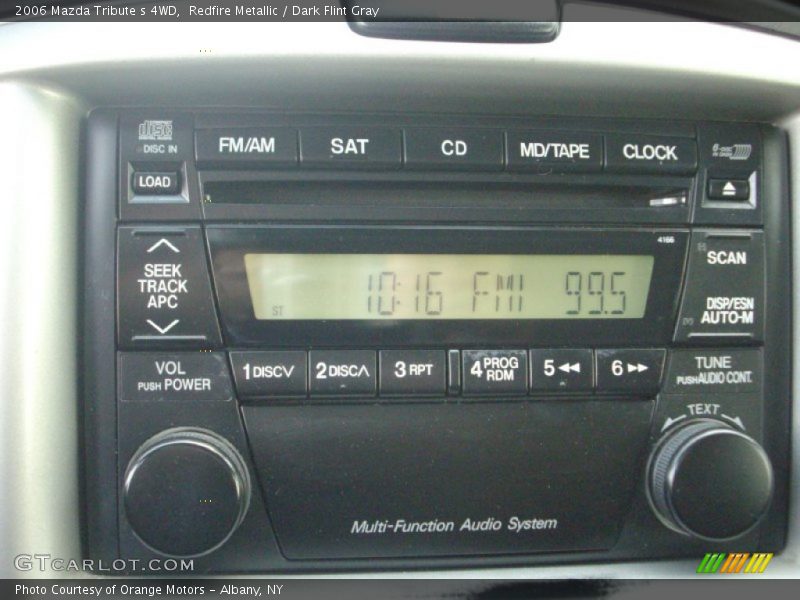 2006 Mazda Tribute s 4WD, Redfire Metallic / Dark Flint Gray
disc
DISC IN
FM/AM SAT CD MD/TAPE CLOCK
LOAD
4166
SEEK
TRACK
APC
ST 10:16 FM1 99.5
SCAN
DISP/ESN
AUTO-M
VOL
PUSH POWER
1 DISC∨ 2 DISC∧ 3 RPT 4 PROG RDM 5 ◀◀ 6 ▶▶
TUNE
PUSH AUDIO CONT.
TEXT
Multi-Function Audio System
GTCARLOT.COM
Photo Courtesy of Orange Motors - Albany, NY